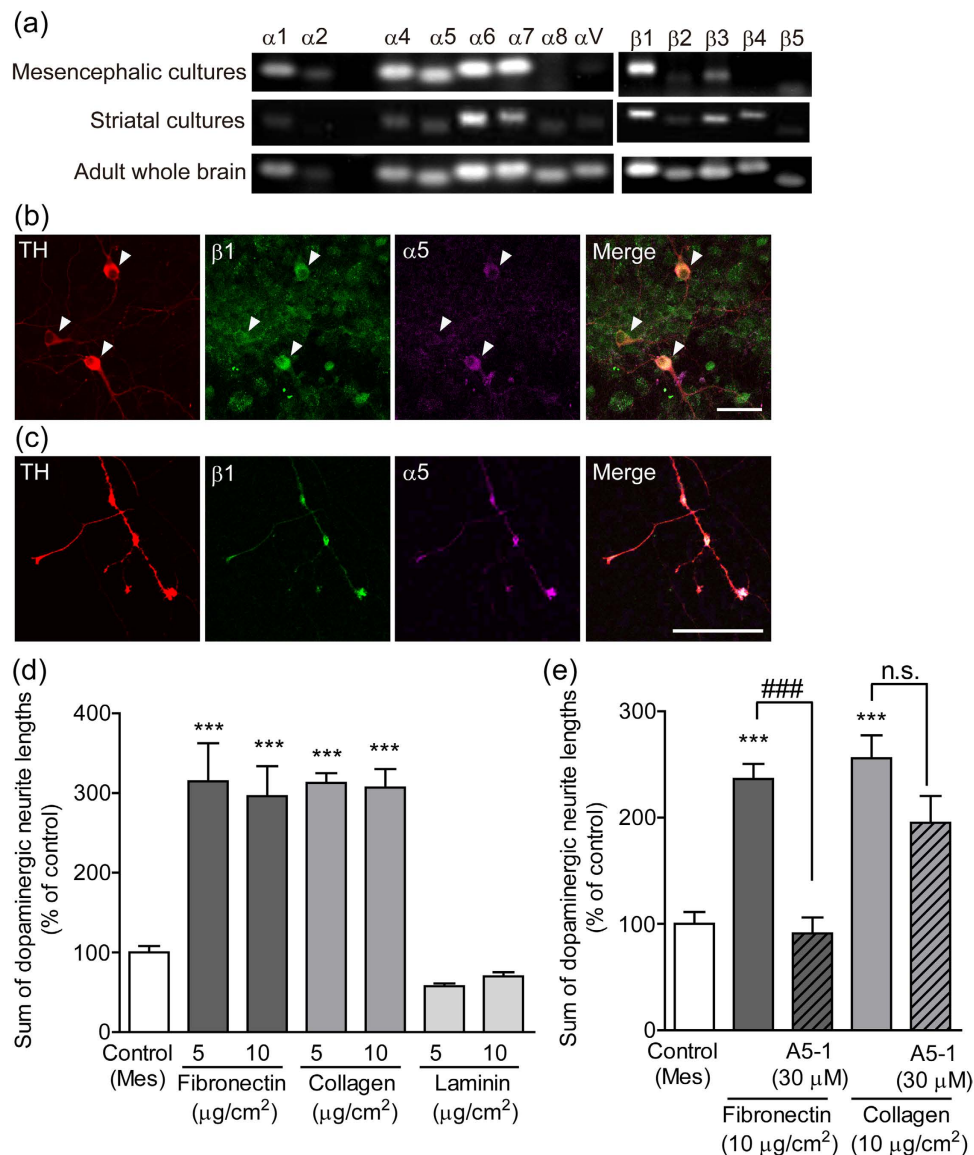 (a)
α1 α2 α4 α5 α6 α7 α8 αV β1 β2 β3 β4 β5
Mesencephalic cultures
Striatal cultures
Adult whole brain
(b)
TH β1 α5 Merge
(c)
TH β1 α5 Merge
(d)
Sum of dopaminergic neurite lengths
(% of control)
400
300
200
100
0
*** *** *** ***
Control
(Mes)
5 10 5 10 5 10
Fibronectin Collagen Laminin
(μg/cm²) (μg/cm²) (μg/cm²)
(e)
Sum of dopaminergic neurite lengths
(% of control)
300
200
100
0
### n.s.
*** ***
Control
(Mes)
A5-1 A5-1
(30 μM) (30 μM)
Fibronectin Collagen
(10 μg/cm²) (10 μg/cm²)